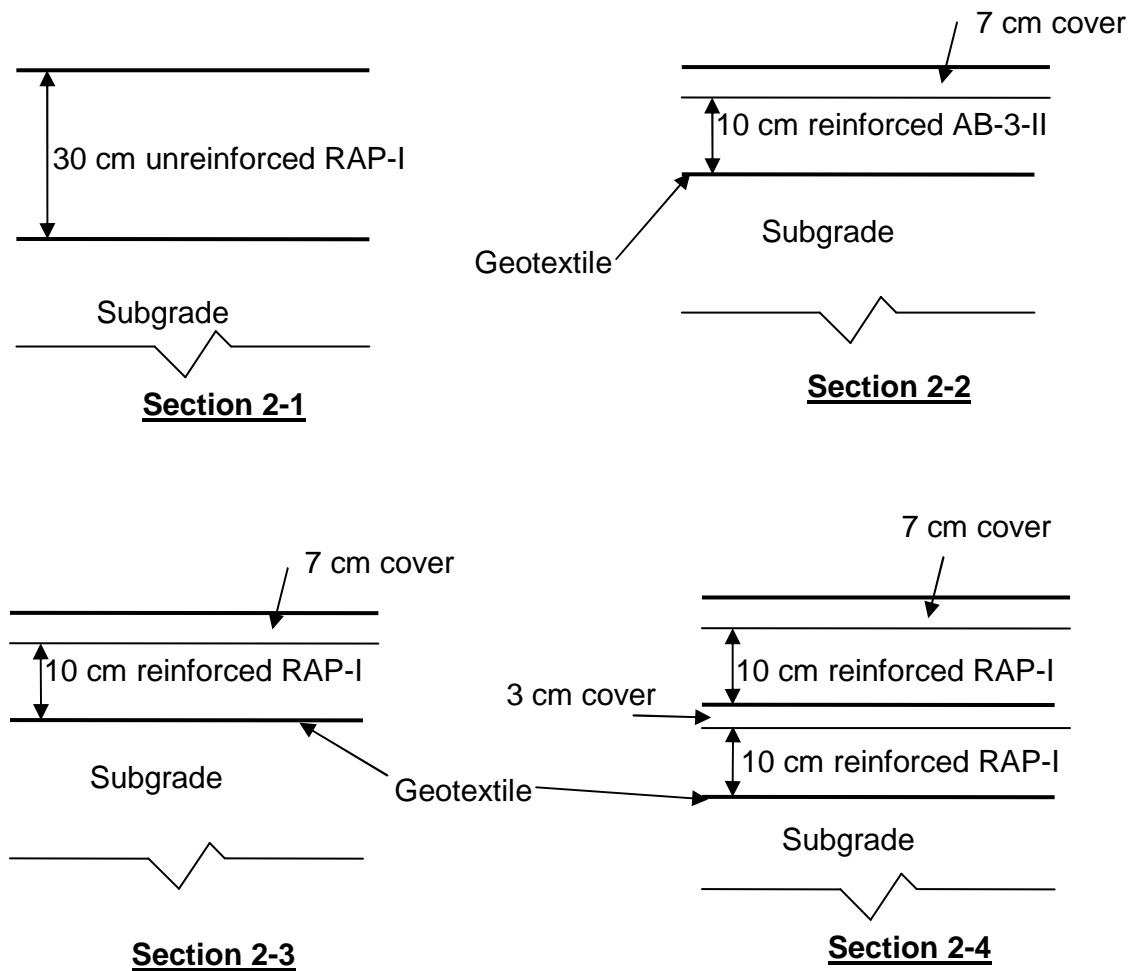 30 cm unreinforced RAP-I
Subgrade
Section 2-1
7 cm cover
10 cm reinforced AB-3-II
Geotextile
Subgrade
Section 2-2
7 cm cover
10 cm reinforced RAP-I
Subgrade
Geotextile
Section 2-3
7 cm cover
10 cm reinforced RAP-I
3 cm cover
10 cm reinforced RAP-I
Subgrade
Section 2-4